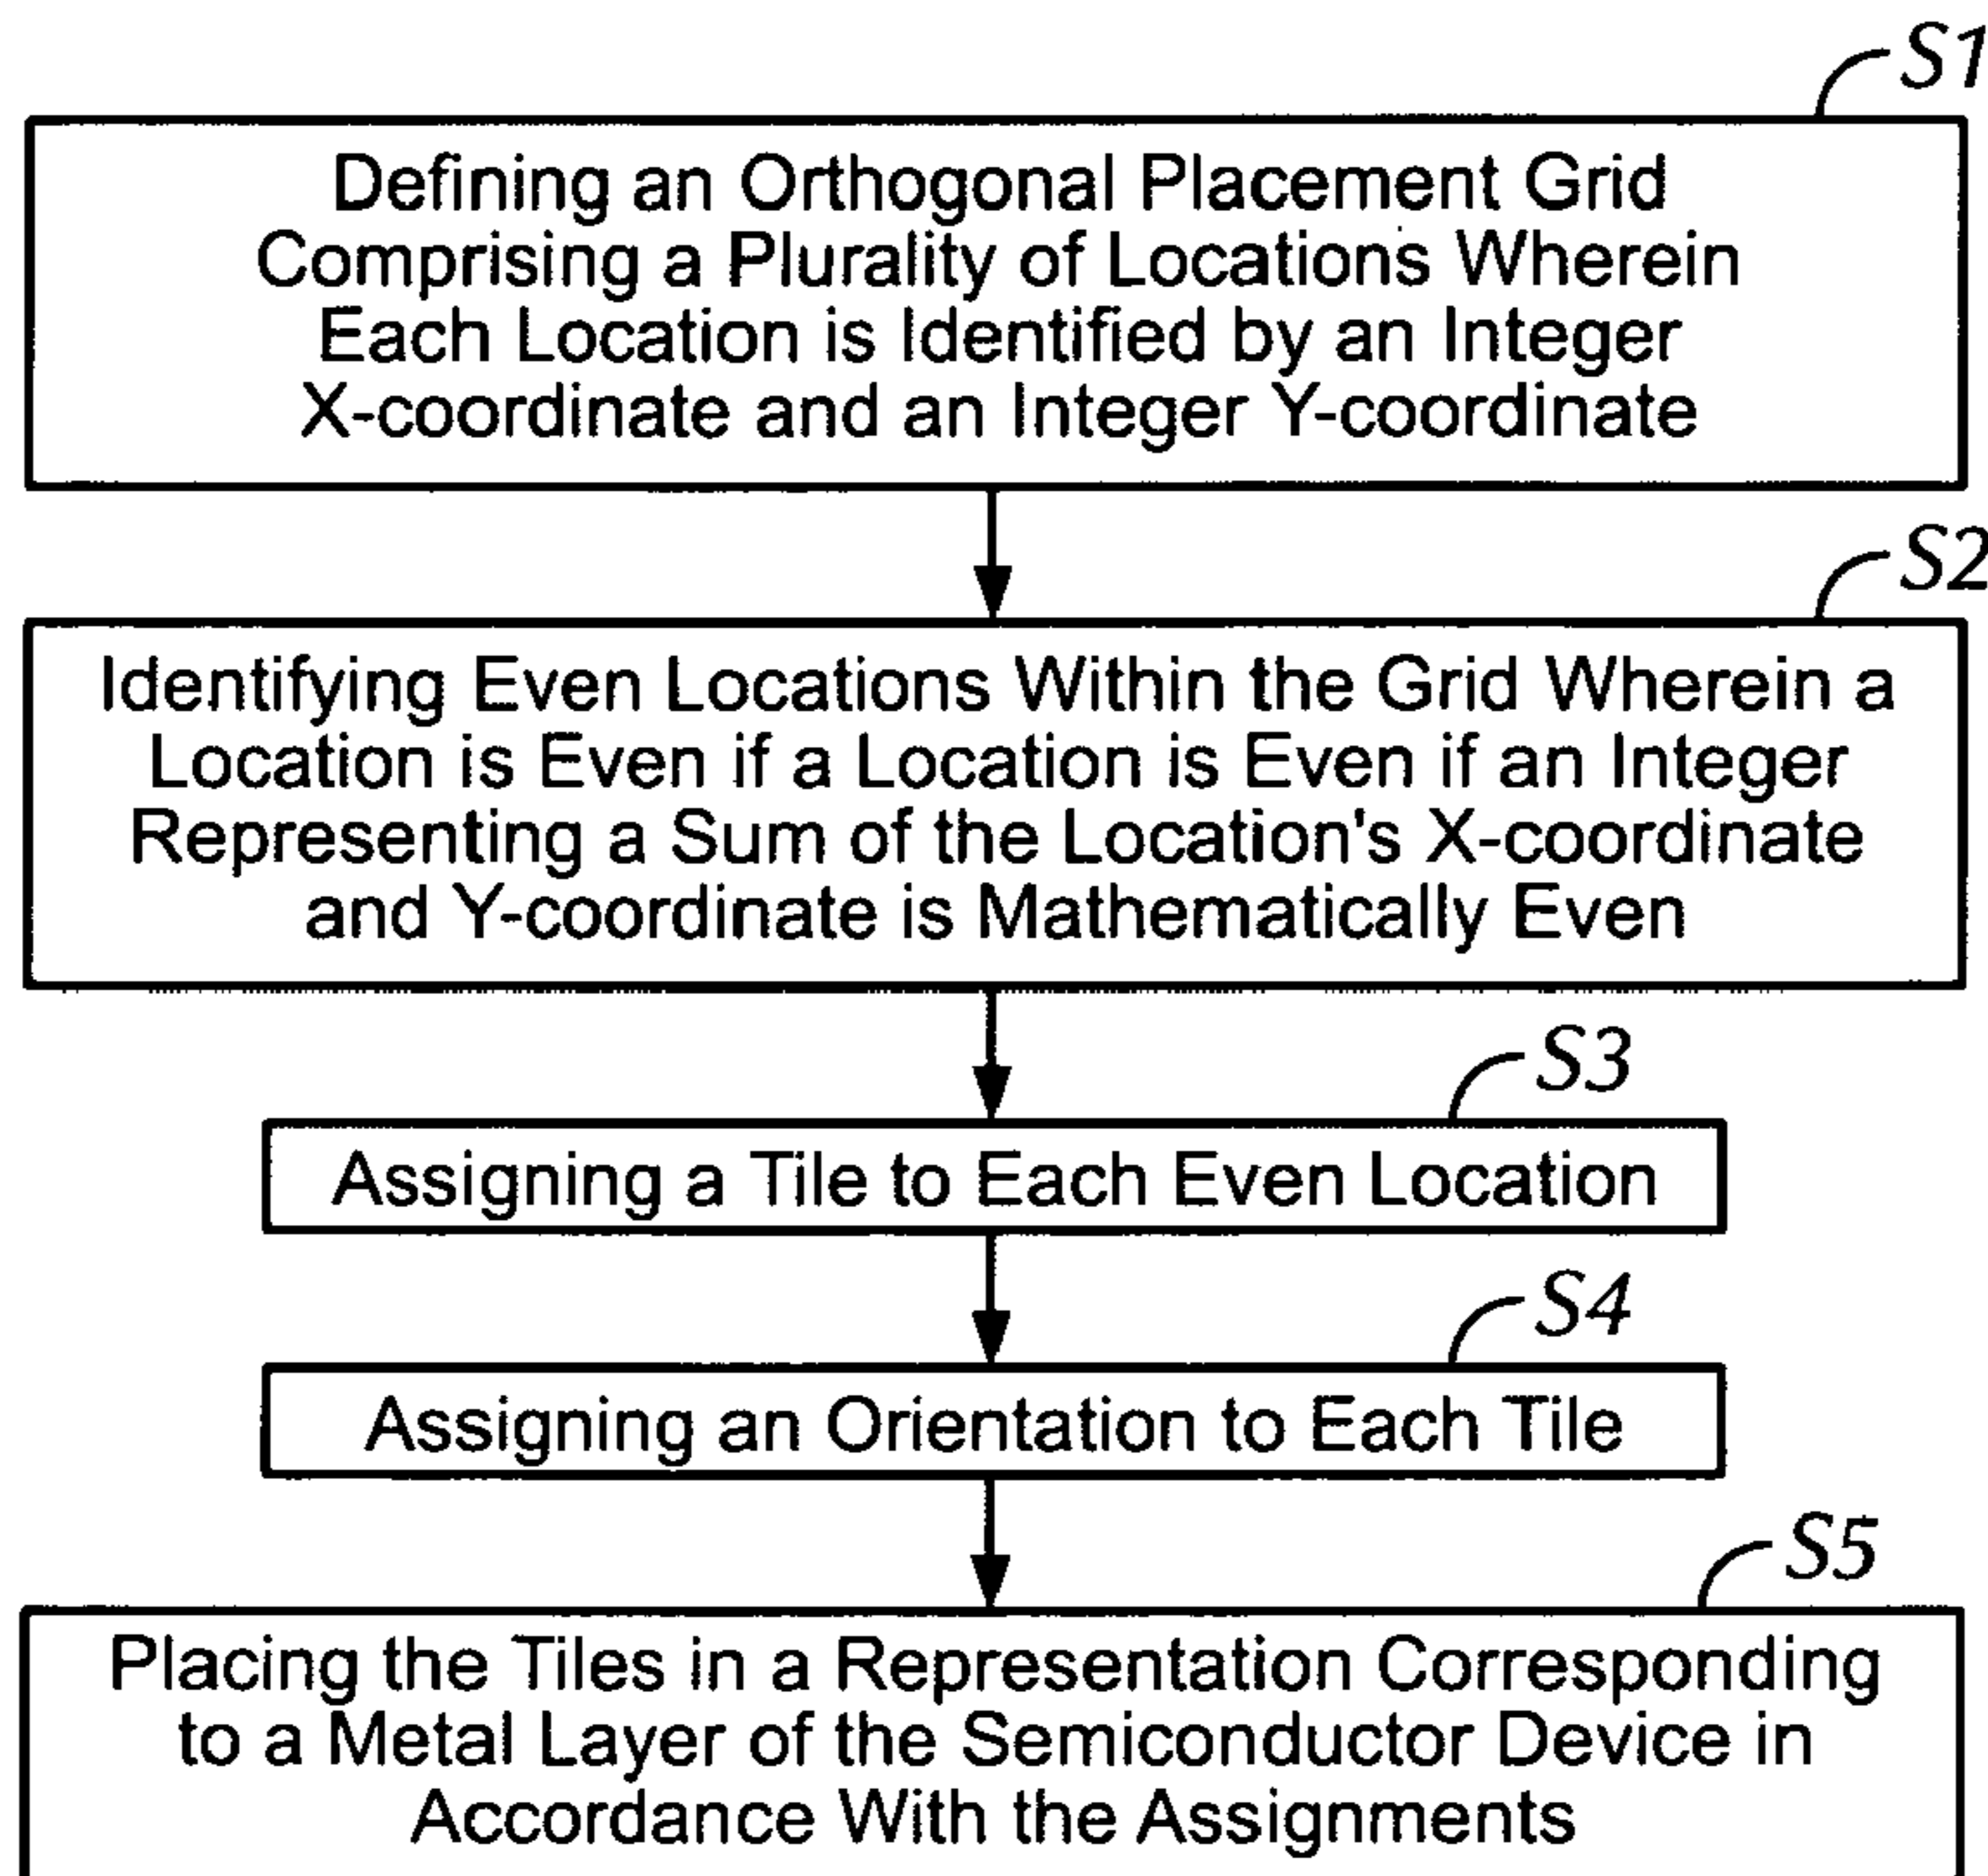 S1
Defining an Orthogonal Placement Grid
Comprising a Plurality of Locations Wherein
Each Location is Identified by an Integer
X-coordinate and an Integer Y-coordinate
S2
Identifying Even Locations Within the Grid Wherein a
Location is Even if a Location is Even if an Integer
Representing a Sum of the Location's X-coordinate
and Y-coordinate is Mathematically Even
S3
Assigning a Tile to Each Even Location
S4
Assigning an Orientation to Each Tile
S5
Placing the Tiles in a Representation Corresponding
to a Metal Layer of the Semiconductor Device in
Accordance With the Assignments